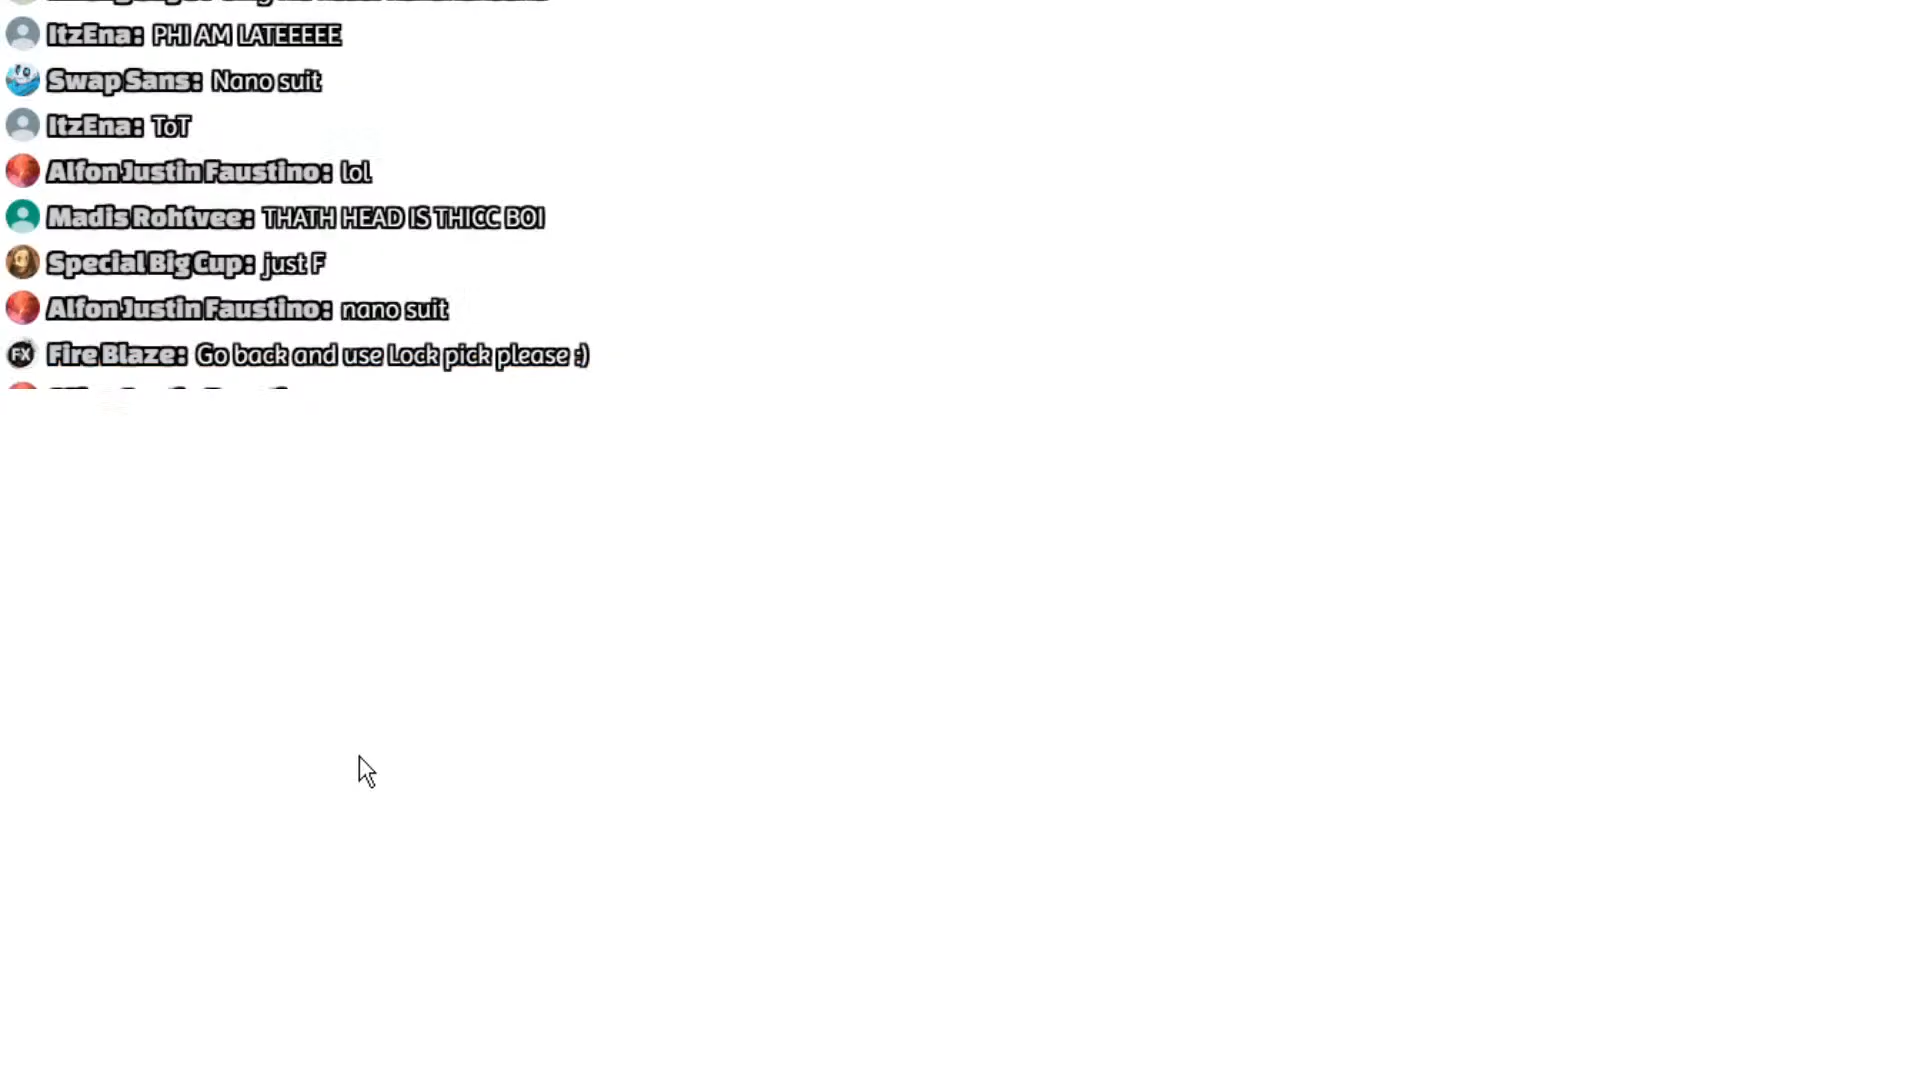 ItzEna: PHI AM LATEEEEE
Swap Sans: Nano suit
ItzEna: ToT
Alfon Justin Faustino: lol
Madis Rohtvee: THATH HEAD IS THICC BOI
Special Big Cup: just F
Alfon Justin Faustino: nano suit
FX Fire Blaze: Go back and use Lock pick please :)